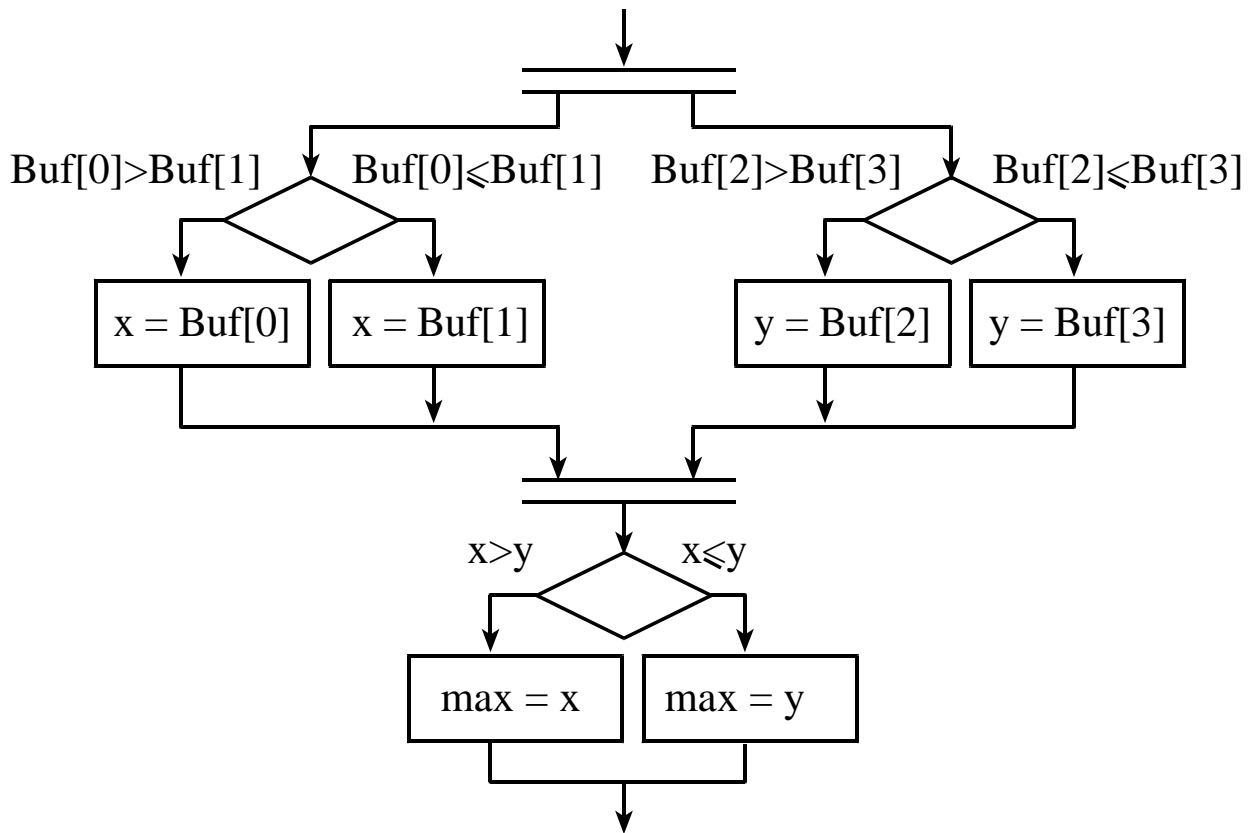 Buf[0]>Buf[1] Buf[0]⩽Buf[1] Buf[2]>Buf[3] Buf[2]⩽Buf[3]
x = Buf[0] x = Buf[1] y = Buf[2] y = Buf[3]
x>y x⩽y
max = x max = y